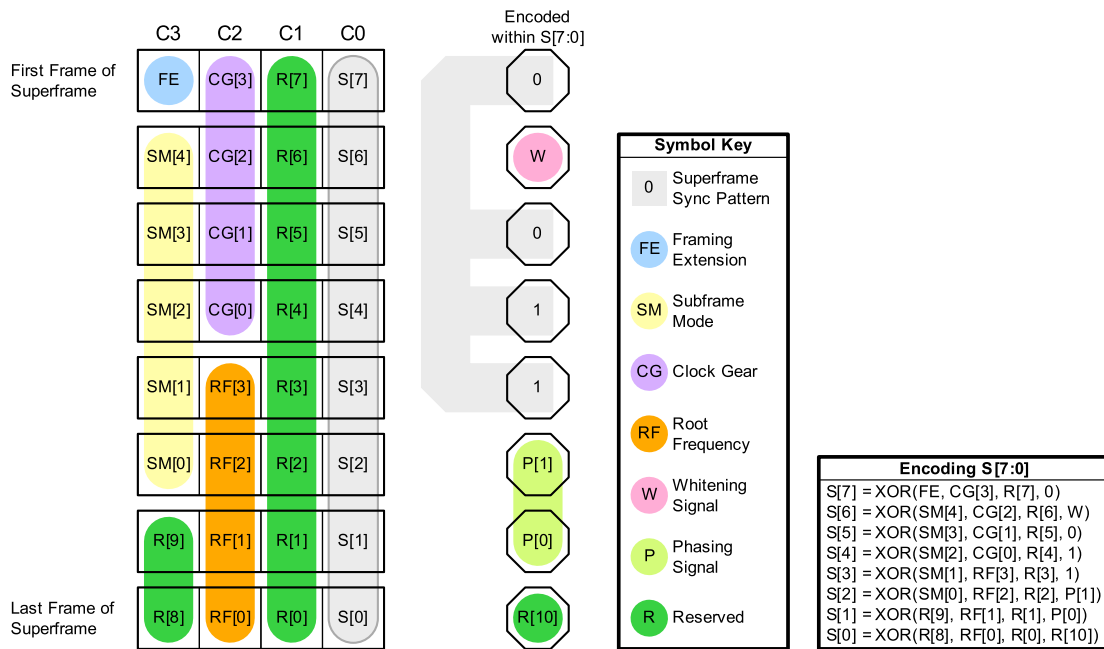 C3 C2 C1 C0
Encoded
within S[7:0]
First Frame of
Superframe
FE CG[3] R[7] S[7] 0
SM[4] CG[2] R[6] S[6] W
SM[3] CG[1] R[5] S[5] 0
SM[2] CG[0] R[4] S[4] 1
SM[1] RF[3] R[3] S[3] 1
SM[0] RF[2] R[2] S[2] P[1]
R[9] RF[1] R[1] S[1] P[0]
Last Frame of
Superframe
R[8] RF[0] R[0] S[0] R[10]
Symbol Key
0 Superframe
Sync Pattern
FE Framing
Extension
SM Subframe
Mode
CG Clock Gear
RF Root
Frequency
W Whitening
Signal
P Phasing
Signal
R Reserved
Encoding S[7:0]
S[7] = XOR(FE, CG[3], R[7], 0)
S[6] = XOR(SM[4], CG[2], R[6], W)
S[5] = XOR(SM[3], CG[1], R[5], 0)
S[4] = XOR(SM[2], CG[0], R[4], 1)
S[3] = XOR(SM[1], RF[3], R[3], 1)
S[2] = XOR(SM[0], RF[2], R[2], P[1])
S[1] = XOR(R[9], RF[1], R[1], P[0])
S[0] = XOR(R[8], RF[0], R[0], R[10])